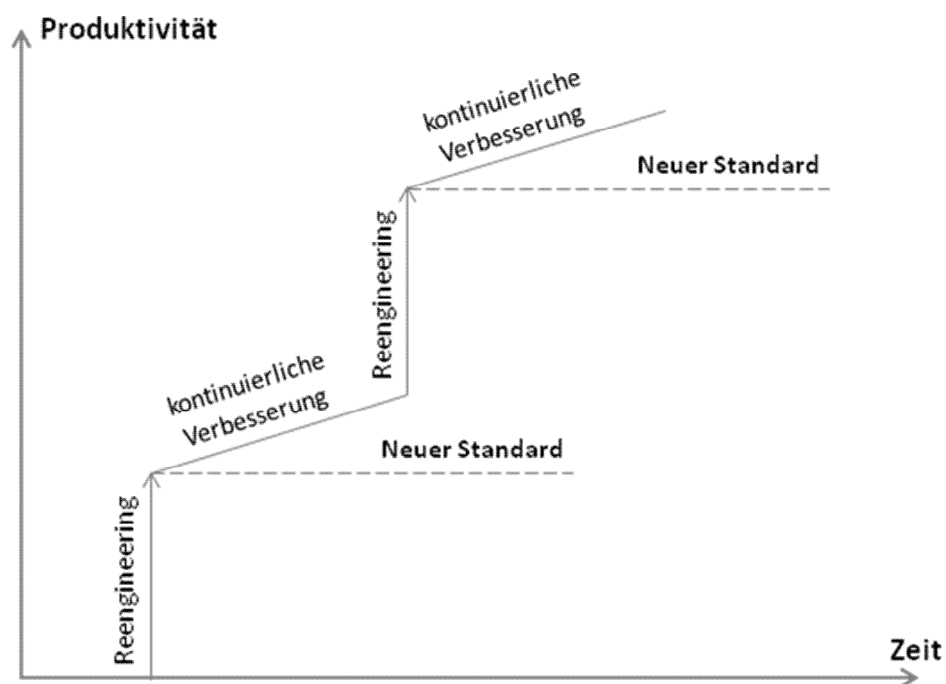 Produktivität
kontinuierliche
Verbesserung
Neuer Standard
Reengineering
kontinuierliche
Verbesserung
Neuer Standard
Reengineering
Zeit